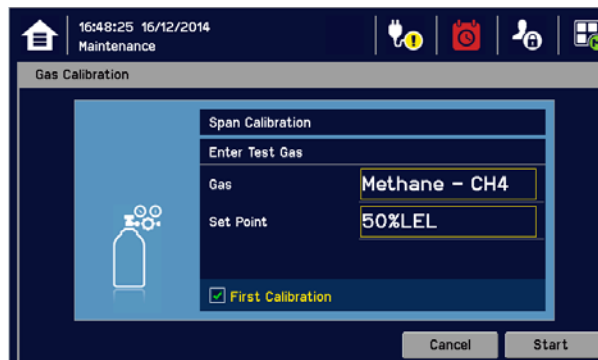 16:48:25 16/12/2014
Maintenance
Gas Calibration
Span Calibration
Enter Test Gas
Gas Methane - CH4
Set Point 50%LEL
First Calibration
Cancel Start